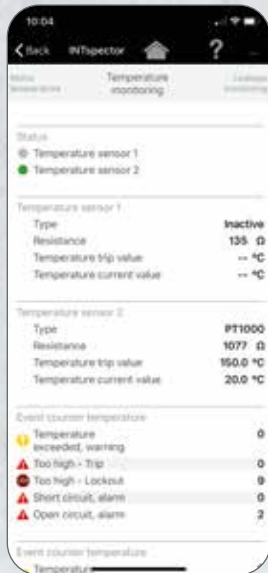 10:04
Back INTspector ?
Temperature
monitoring
Status
Temperature sensor 1
Temperature sensor 2
Temperature sensor 1
Type Inactive
Resistance 135 Ω
Temperature trip value -- °C
Temperature current value -- °C
Temperature sensor 2
Type PT1000
Resistance 1077 Ω
Temperature trip value 150.0 °C
Temperature current value 20.0 °C
Event counter temperature
Temperature 0
exceeded, warning
Too high - Trip 0
Too high - Lockout 9
Short circuit, alarm 0
Open circuit, alarm 2
Event counter temperature
Temperature